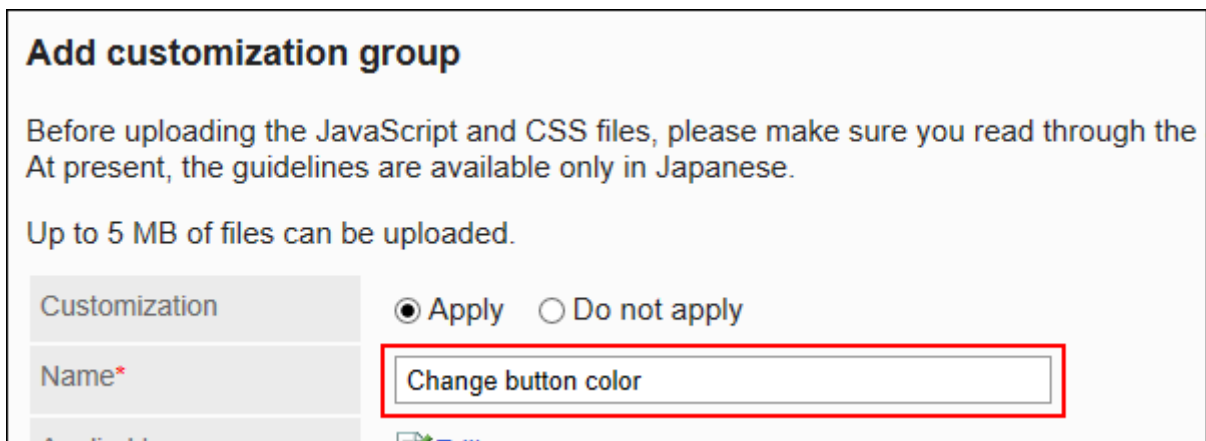 Add customization group
Before uploading the JavaScript and CSS files, please make sure you read through the
At present, the guidelines are available only in Japanese.
Up to 5 MB of files can be uploaded.
Customization
Apply Do not apply
Name*
Change button color